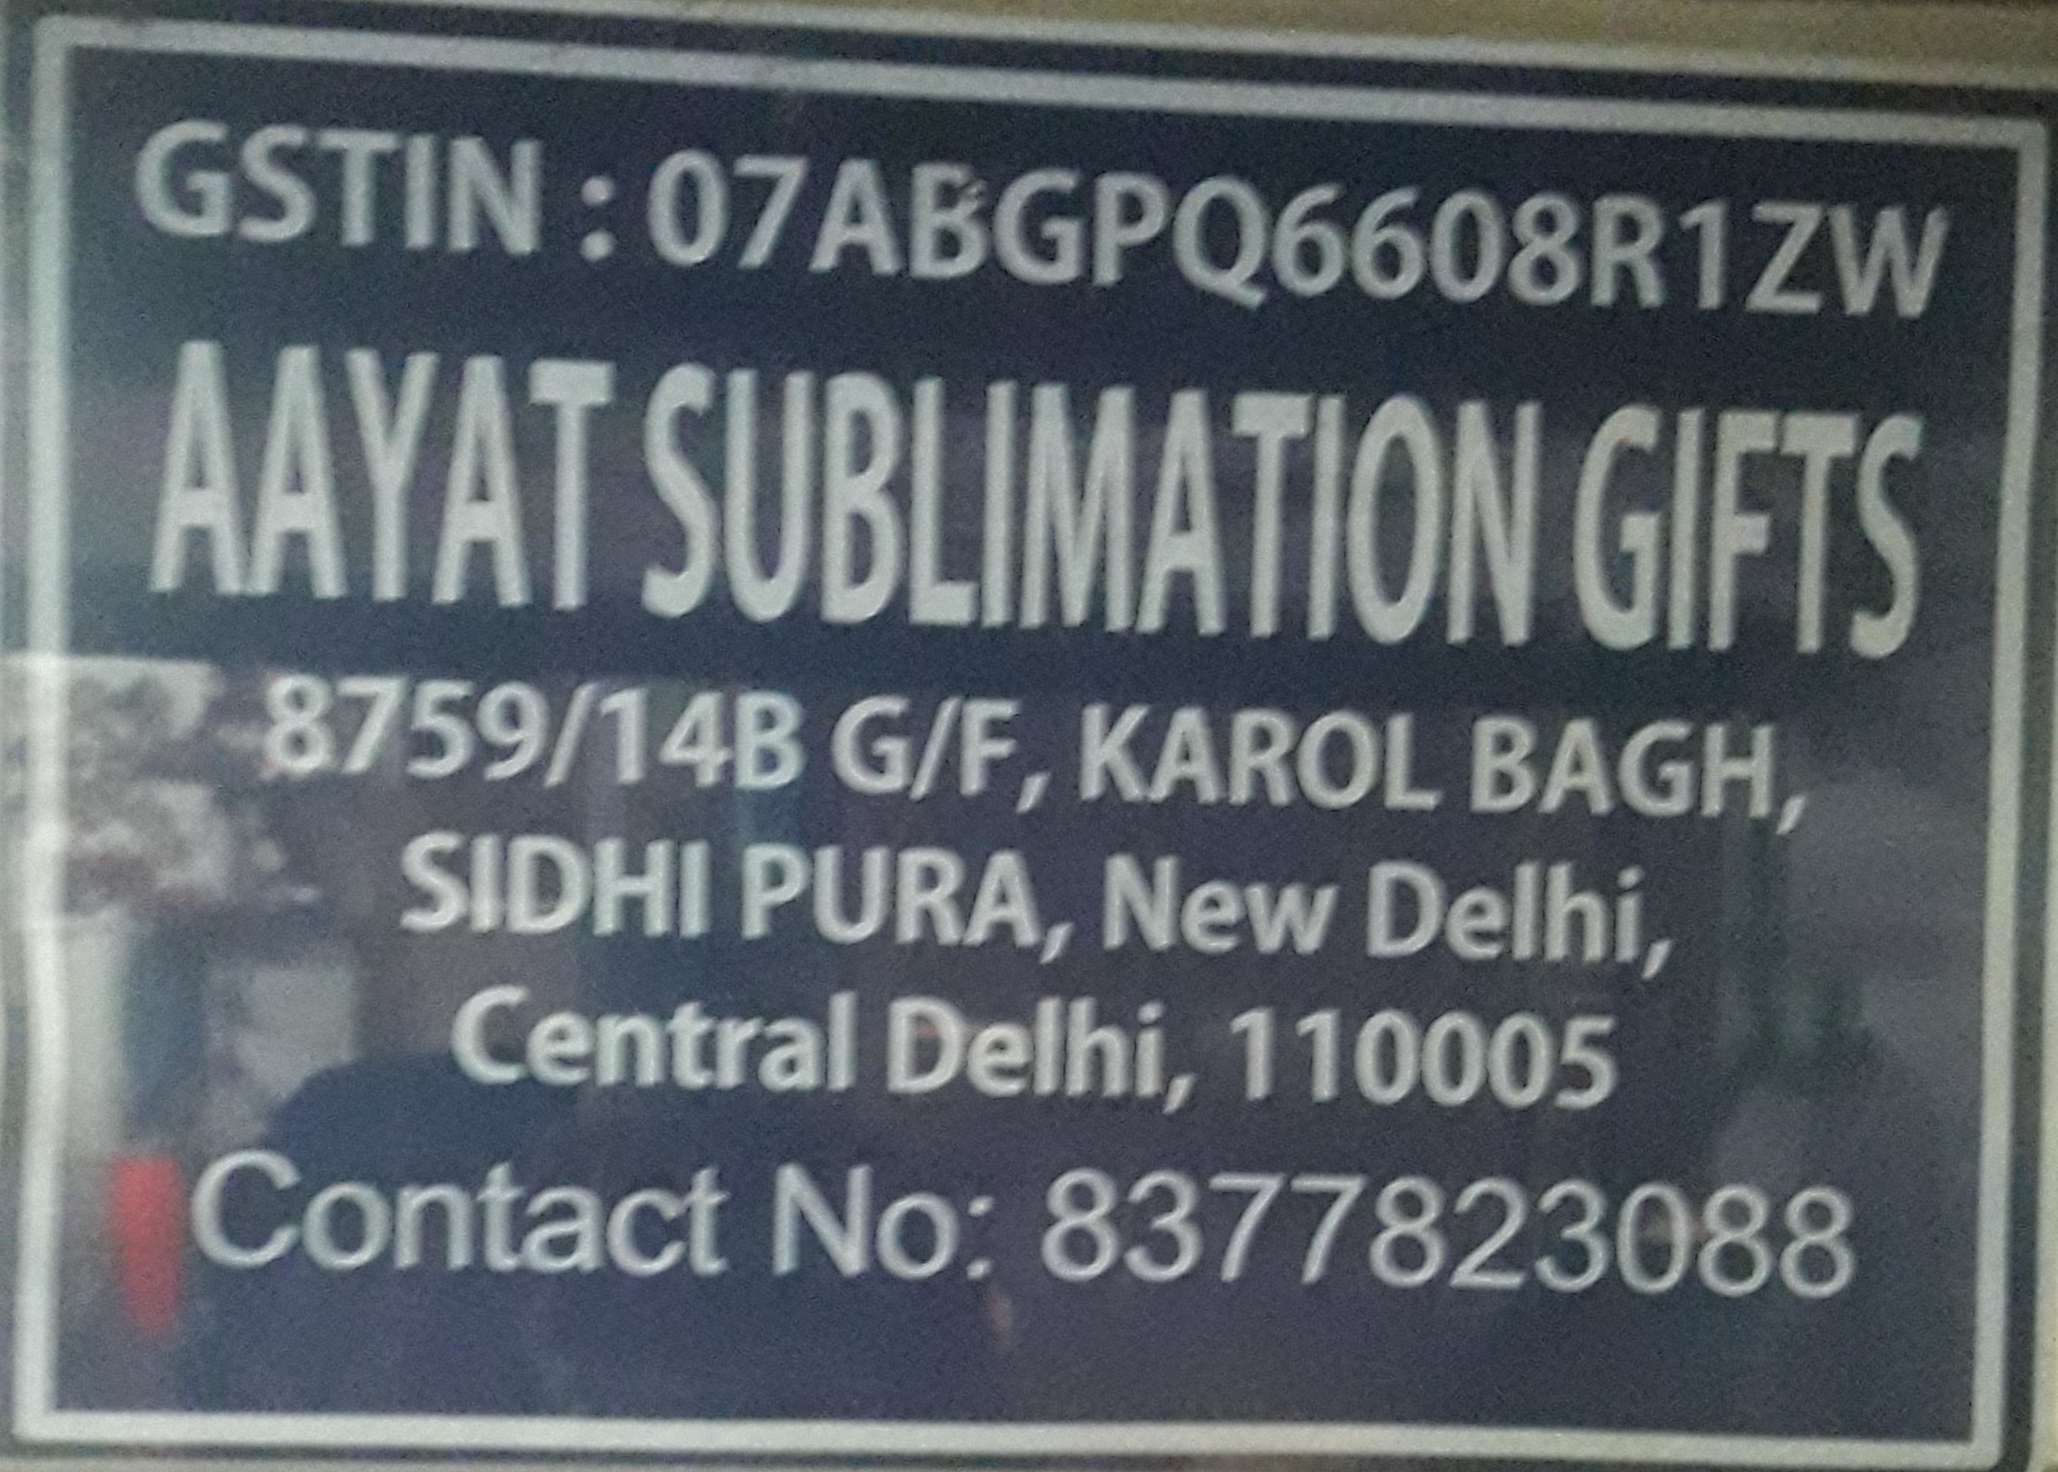 GSTIN : 07ABGPQ6608R1ZW
AAYAT SUBLIMATION GIFTS
8759/14B G/F, KAROL BAGH,
SIDHI PURA, New Delhi,
Central Delhi, 110005
Contact No: 8377823088